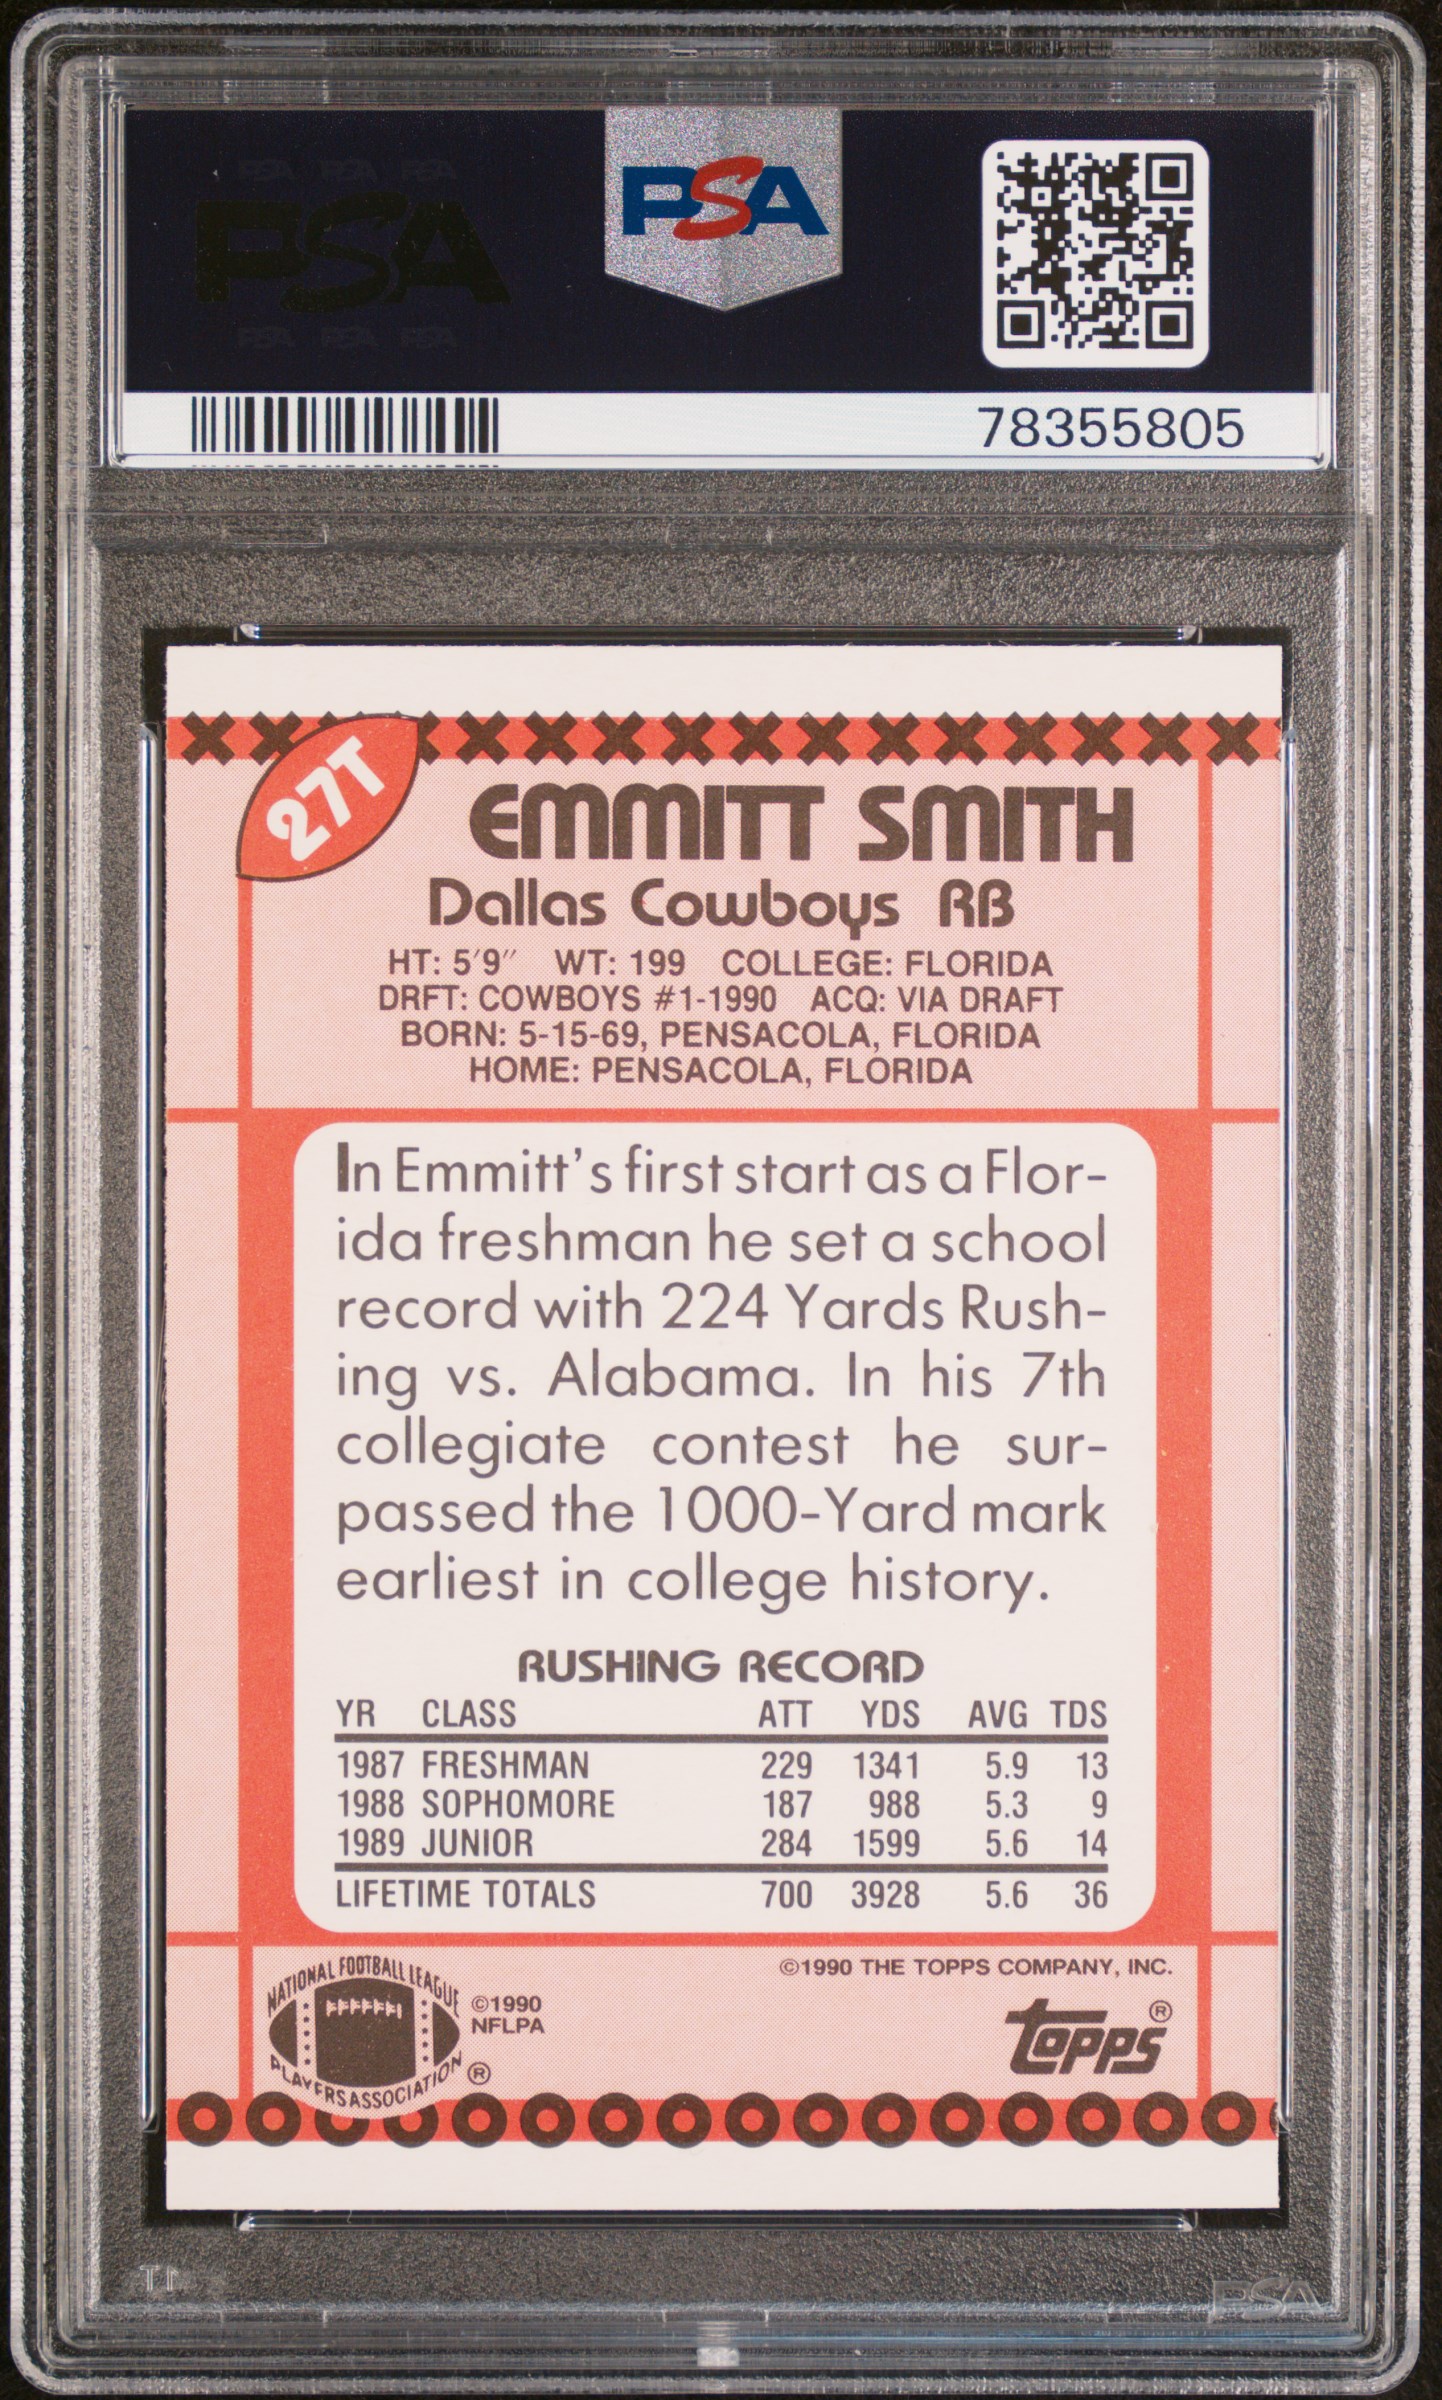 PSA PSA PSA
PSA
PSA PSA PSA
PSA
78355805
27T
EMMITT SMITH
Dallas Cowboys RB
HT: 5'9" WT: 199 COLLEGE: FLORIDA
DRFT: COWBOYS #1-1990 ACQ: VIA DRAFT
BORN: 5-15-69, PENSACOLA, FLORIDA
HOME: PENSACOLA, FLORIDA
In Emmitt's first start as a Flor-
ida freshman he set a school
record with 224 Yards Rush-
ing vs. Alabama. In his 7th
collegiate contest he sur-
passed the 1000-Yard mark
earliest in college history.
RUSHING RECORD
YR CLASS ATT YDS AVG TDS
1987 FRESHMAN 229 1341 5.9 13
1988 SOPHOMORE 187 988 5.3 9
1989 JUNIOR 284 1599 5.6 14
LIFETIME TOTALS 700 3928 5.6 36
NATIONAL FOOTBALL LEAGUE
PLAYERS ASSOCIATION ®
©1990
NFLPA
©1990 THE TOPPS COMPANY, INC.
topps®
PSA